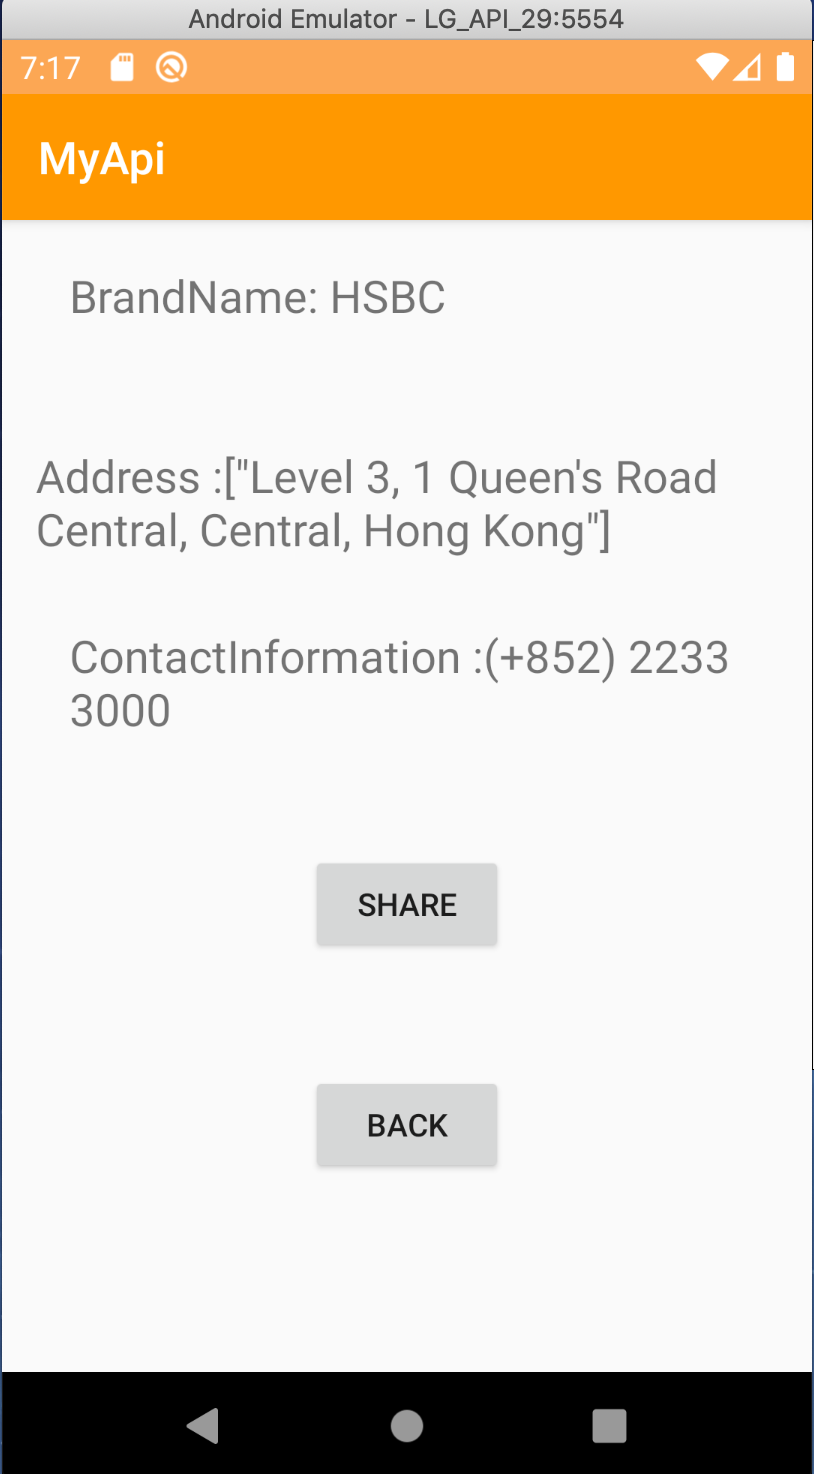 Android Emulator - LG_API_29:5554
7:17
MyApi
BrandName: HSBC
Address :["Level 3, 1 Queen's Road
Central, Central, Hong Kong"]
ContactInformation :(+852) 2233
3000
SHARE
BACK